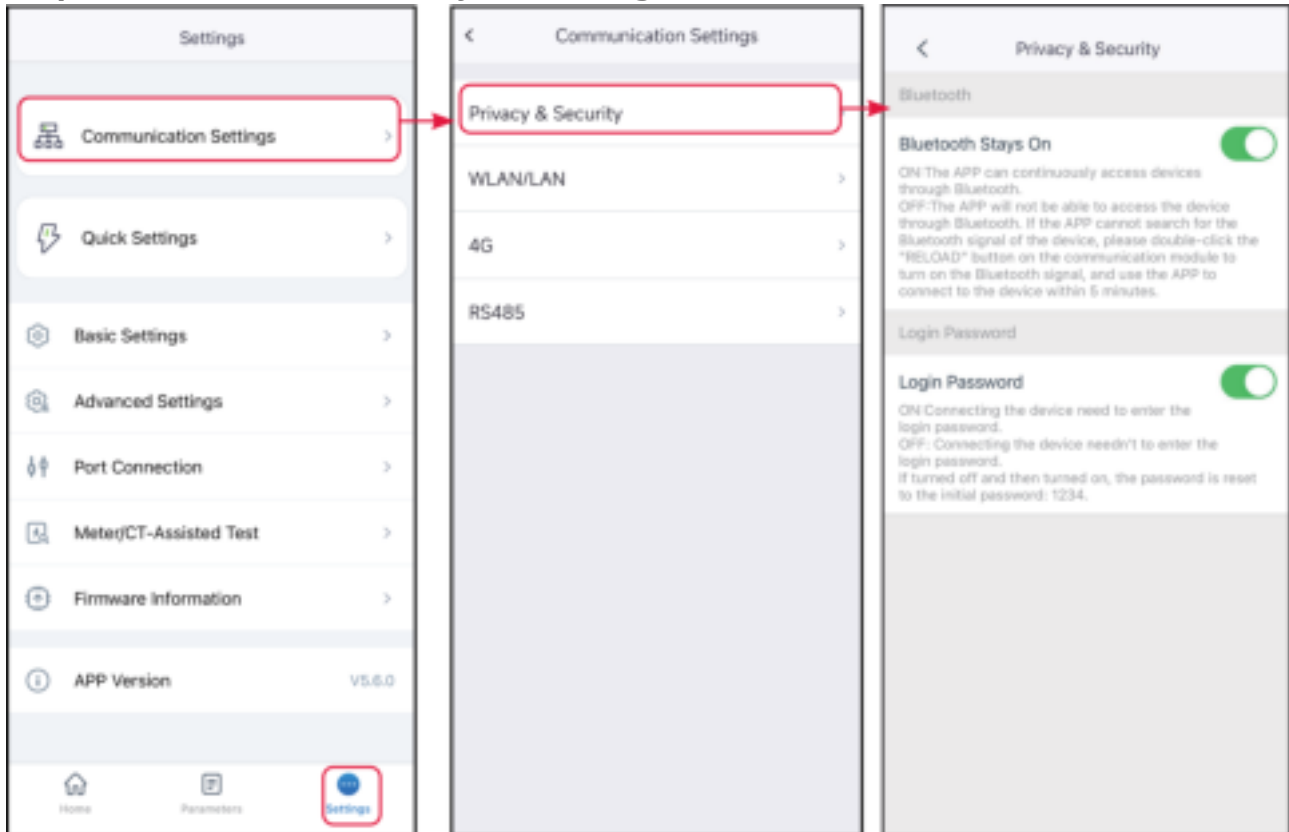 Settings
Communication Settings
Quick Settings
Basic Settings
Advanced Settings
Port Connection
Meter/CT-Assisted Test
Firmware Information
APP Version V5.6.0
Home Parameters Settings
Communication Settings
Privacy & Security
WLAN/LAN
4G
RS485
Privacy & Security
Bluetooth
Bluetooth Stays On
ON:The APP can continuously access devices
through Bluetooth.
OFF:The APP will not be able to access the device
through Bluetooth. If the APP cannot search for the
Bluetooth signal of the device, please double-click the
"RELOAD" button on the communication module to
turn on the Bluetooth signal, and use the APP to
connect to the device within 5 minutes.
Login Password
Login Password
ON:Connecting the device need to enter the
login password.
OFF: Connecting the device needn't to enter the
login password.
If turned off and then turned on, the password is reset
to the initial password: 1234.